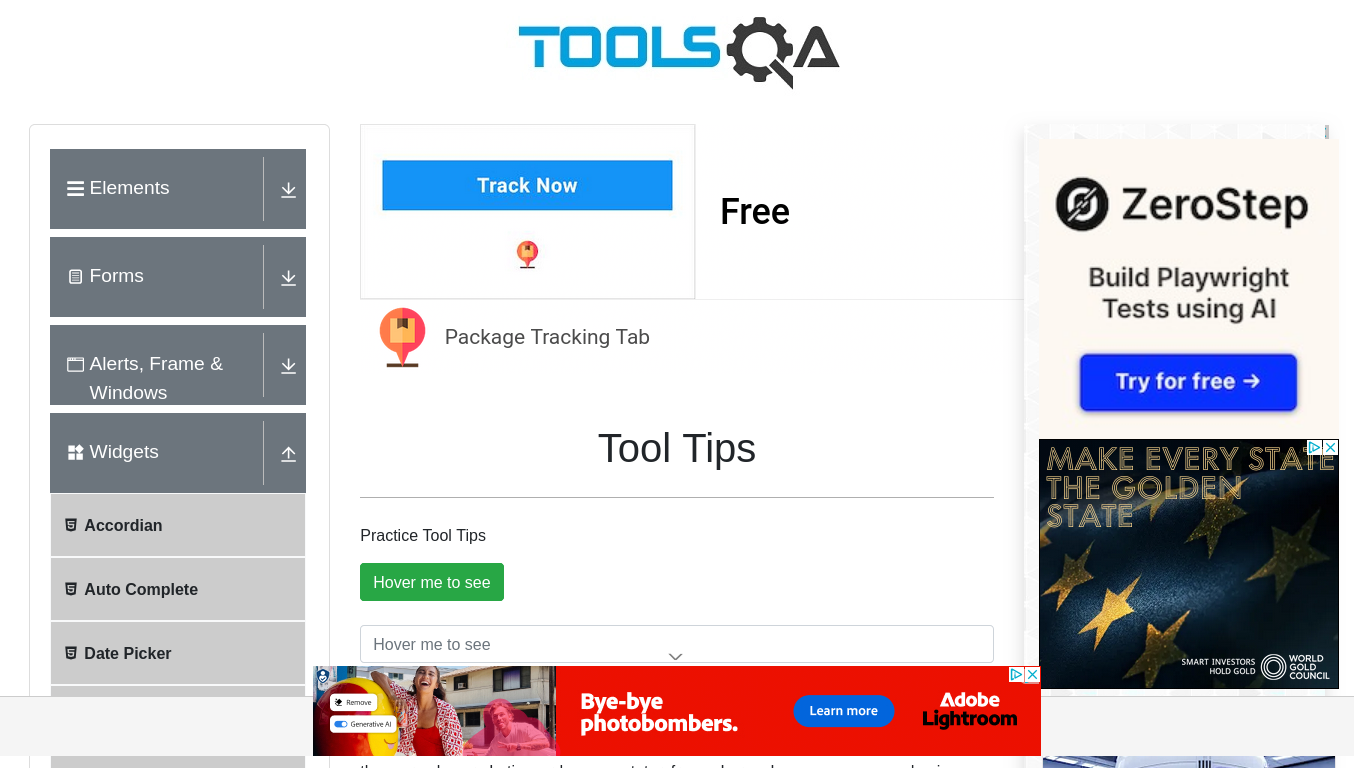 TOOLSQA
Elements
Forms
Alerts, Frame &
Windows
Widgets
Accordian
Auto Complete
Date Picker
Track Now
Free
Package Tracking Tab
Tool Tips
Practice Tool Tips
Hover me to see
Hover me to see
ZeroStep
Build Playwright
Tests using AI
Try for free →
MAKE EVERY STATE
THE GOLDEN
STATE
SMART INVESTORS
HOLD GOLD
WORLD
GOLD
COUNCIL
Remove
Generative AI
Bye-bye
photobombers.
Learn more
Adobe
Lightroom